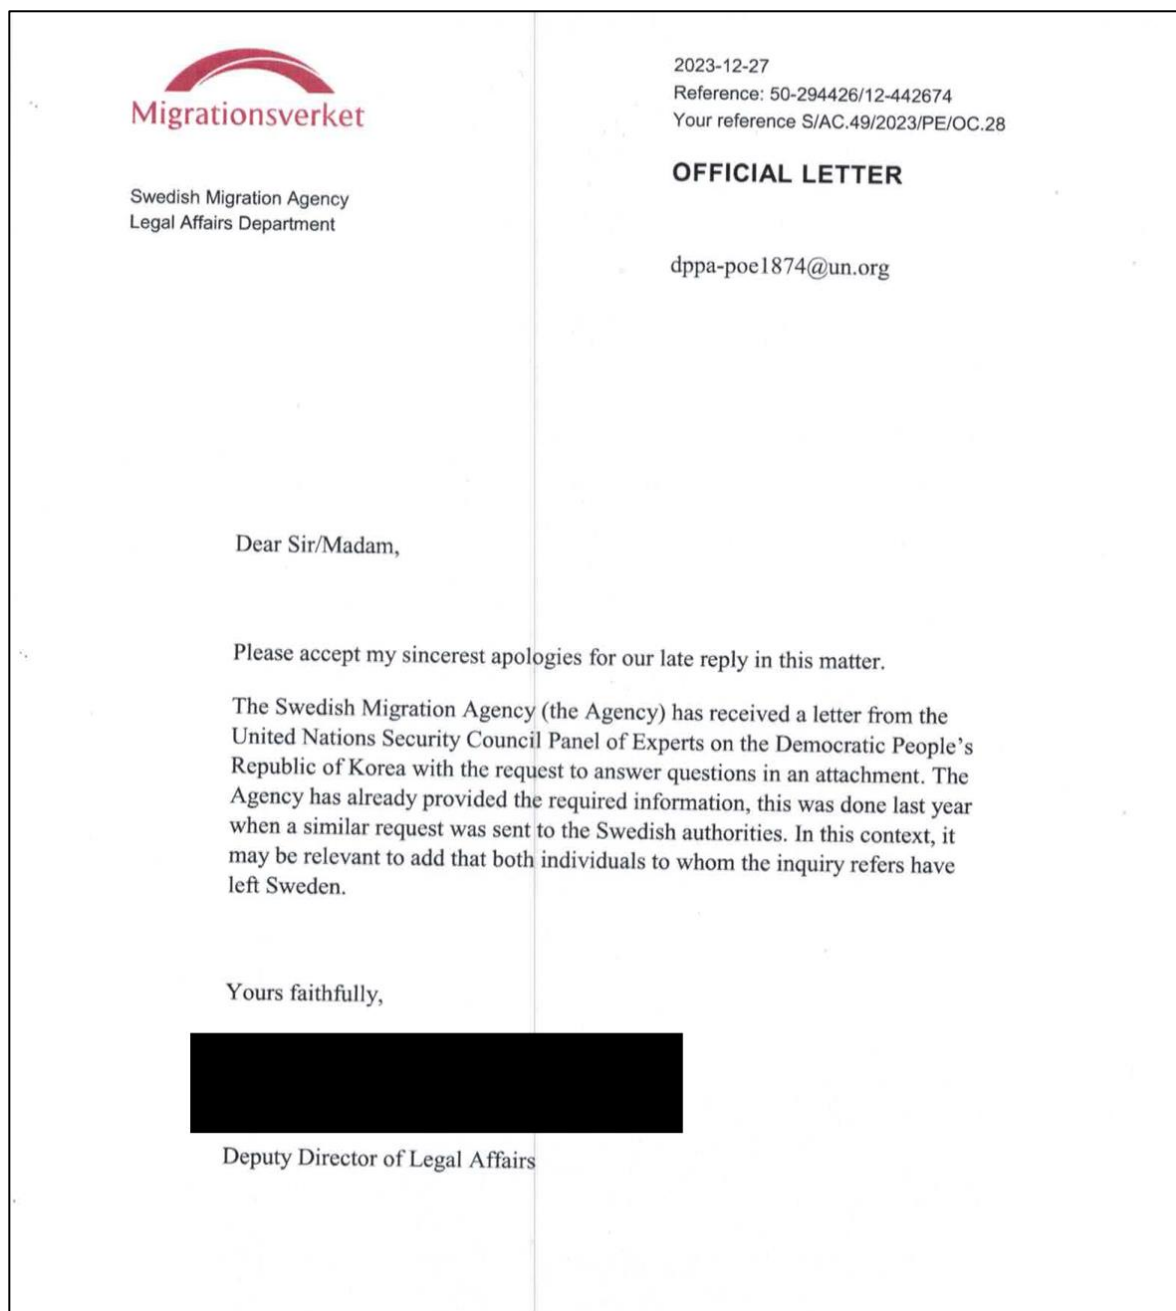 Migrationsverket
Swedish Migration Agency
Legal Affairs Department
2023-12-27
Reference: 50-294426/12-442674
Your reference S/AC.49/2023/PE/OC.28
OFFICIAL LETTER
dppa-poe1874@un.org
Dear Sir/Madam,
Please accept my sincerest apologies for our late reply in this matter.
The Swedish Migration Agency (the Agency) has received a letter from the
United Nations Security Council Panel of Experts on the Democratic People's
Republic of Korea with the request to answer questions in an attachment. The
Agency has already provided the required information, this was done last year
when a similar request was sent to the Swedish authorities. In this context, it
may be relevant to add that both individuals to whom the inquiry refers have
left Sweden.
Yours faithfully,
Deputy Director of Legal Affairs